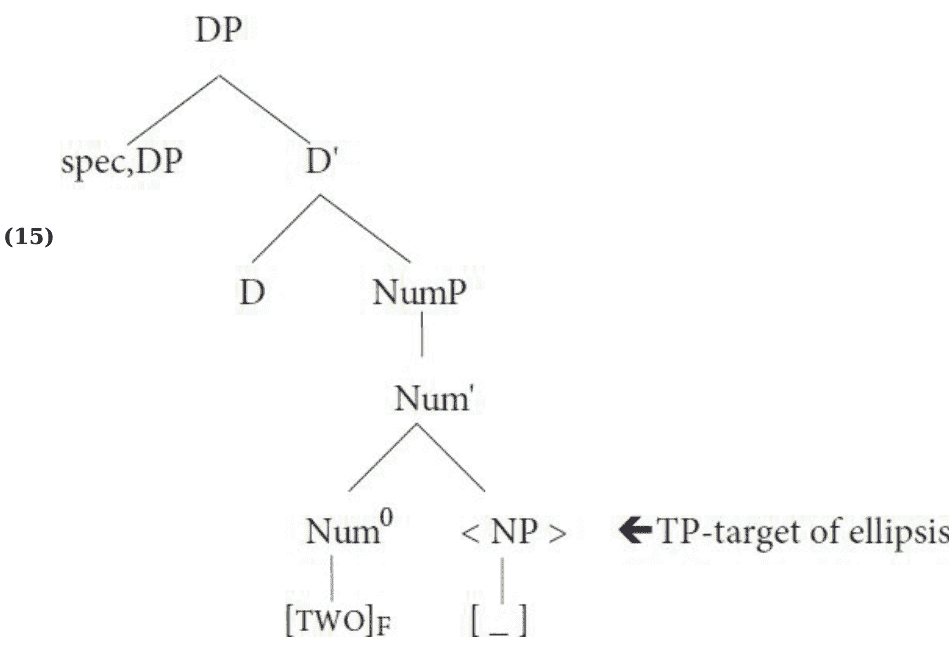 DP
spec,DP D'
(15)
D NumP
Num'
Num⁰ < NP > ←TP-target of ellipsis
[TWO]F [ _ ]